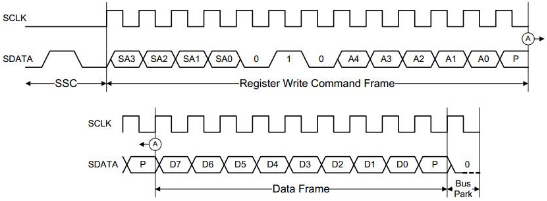 SCLK
A
SDATA SA3 SA2 SA1 SA0 0 1 0 A4 A3 A2 A1 A0 P
SSC Register Write Command Frame
SCLK
A
SDATA P D7 D6 D5 D4 D3 D2 D1 D0 P 0
Data Frame Bus
Park